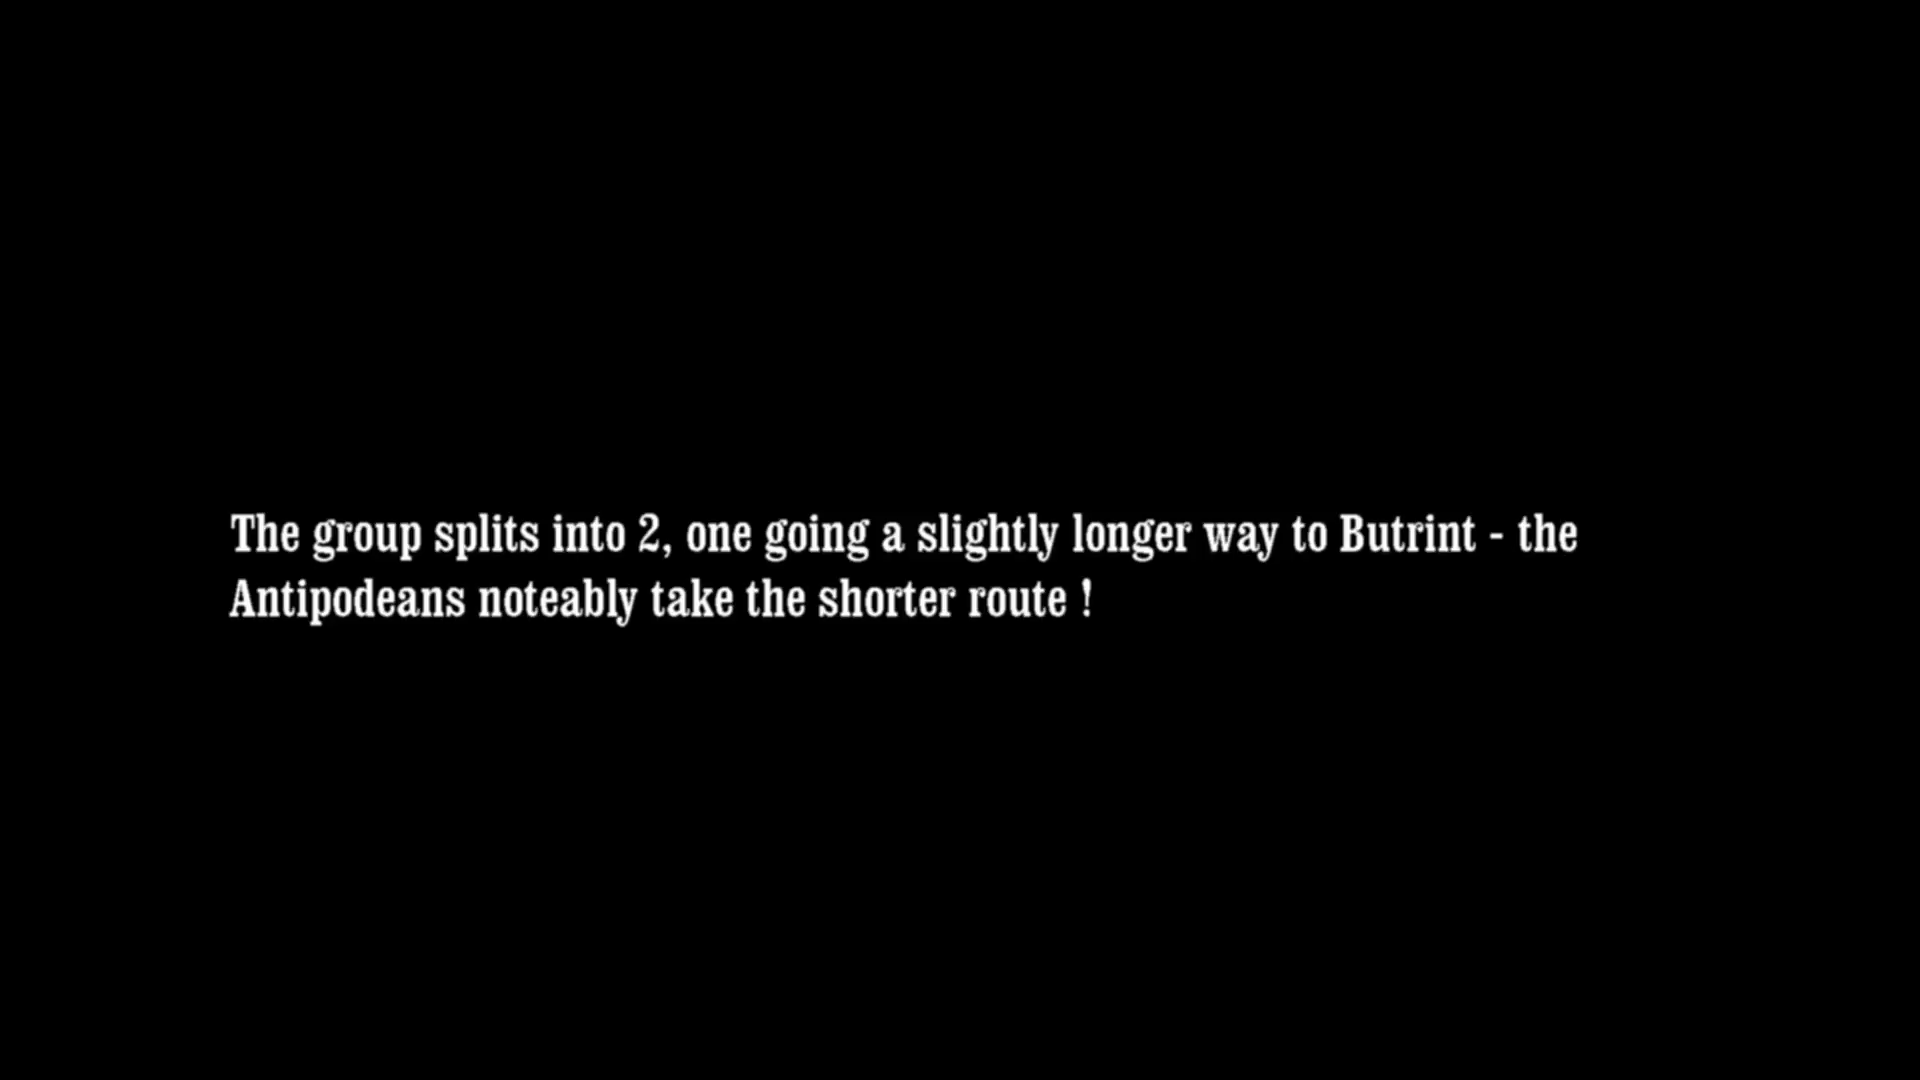 The group splits into 2, one going a slightly longer way to Butrint - the
Antipodeans noteably take the shorter route !